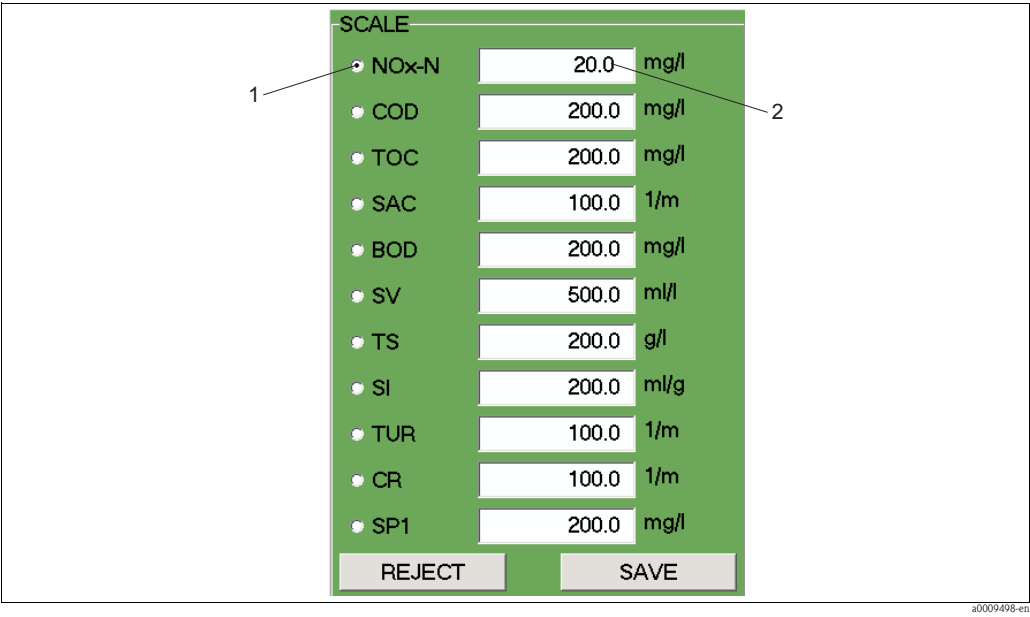 SCALE
NOx-N 20.0 mg/l
1
COD 200.0 mg/l
2
TOC 200.0 mg/l
SAC 100.0 1/m
BOD 200.0 mg/l
SV 500.0 ml/l
TS 200.0 g/l
SI 200.0 ml/g
TUR 100.0 1/m
CR 100.0 1/m
SP1 200.0 mg/l
REJECT SAVE
a0009498-en